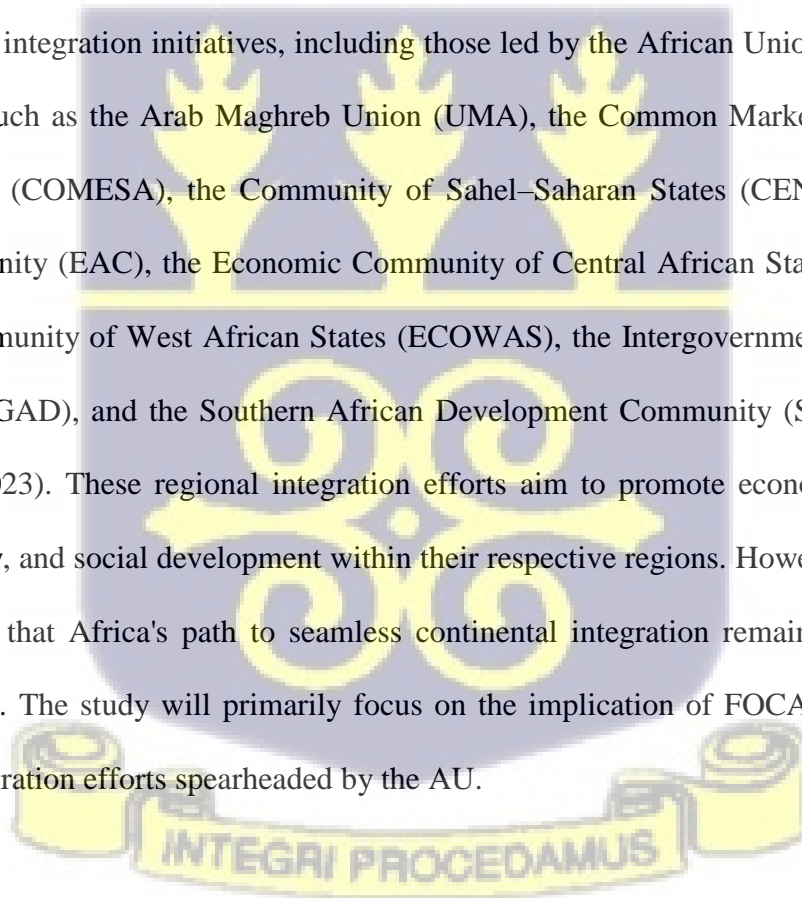 integration initiatives, including those led by the African Unio
uch as the Arab Maghreb Union (UMA), the Common Marke
(COMESA), the Community of Sahel–Saharan States (CEN
nity (EAC), the Economic Community of Central African Sta
munity of West African States (ECOWAS), the Intergovernme
GAD), and the Southern African Development Community (S
023). These regional integration efforts aim to promote econo
, and social development within their respective regions. Howe
that Africa's path to seamless continental integration remain
. The study will primarily focus on the implication of FOCA
ration efforts spearheaded by the AU.
INTEGRI PROCEDAMUS